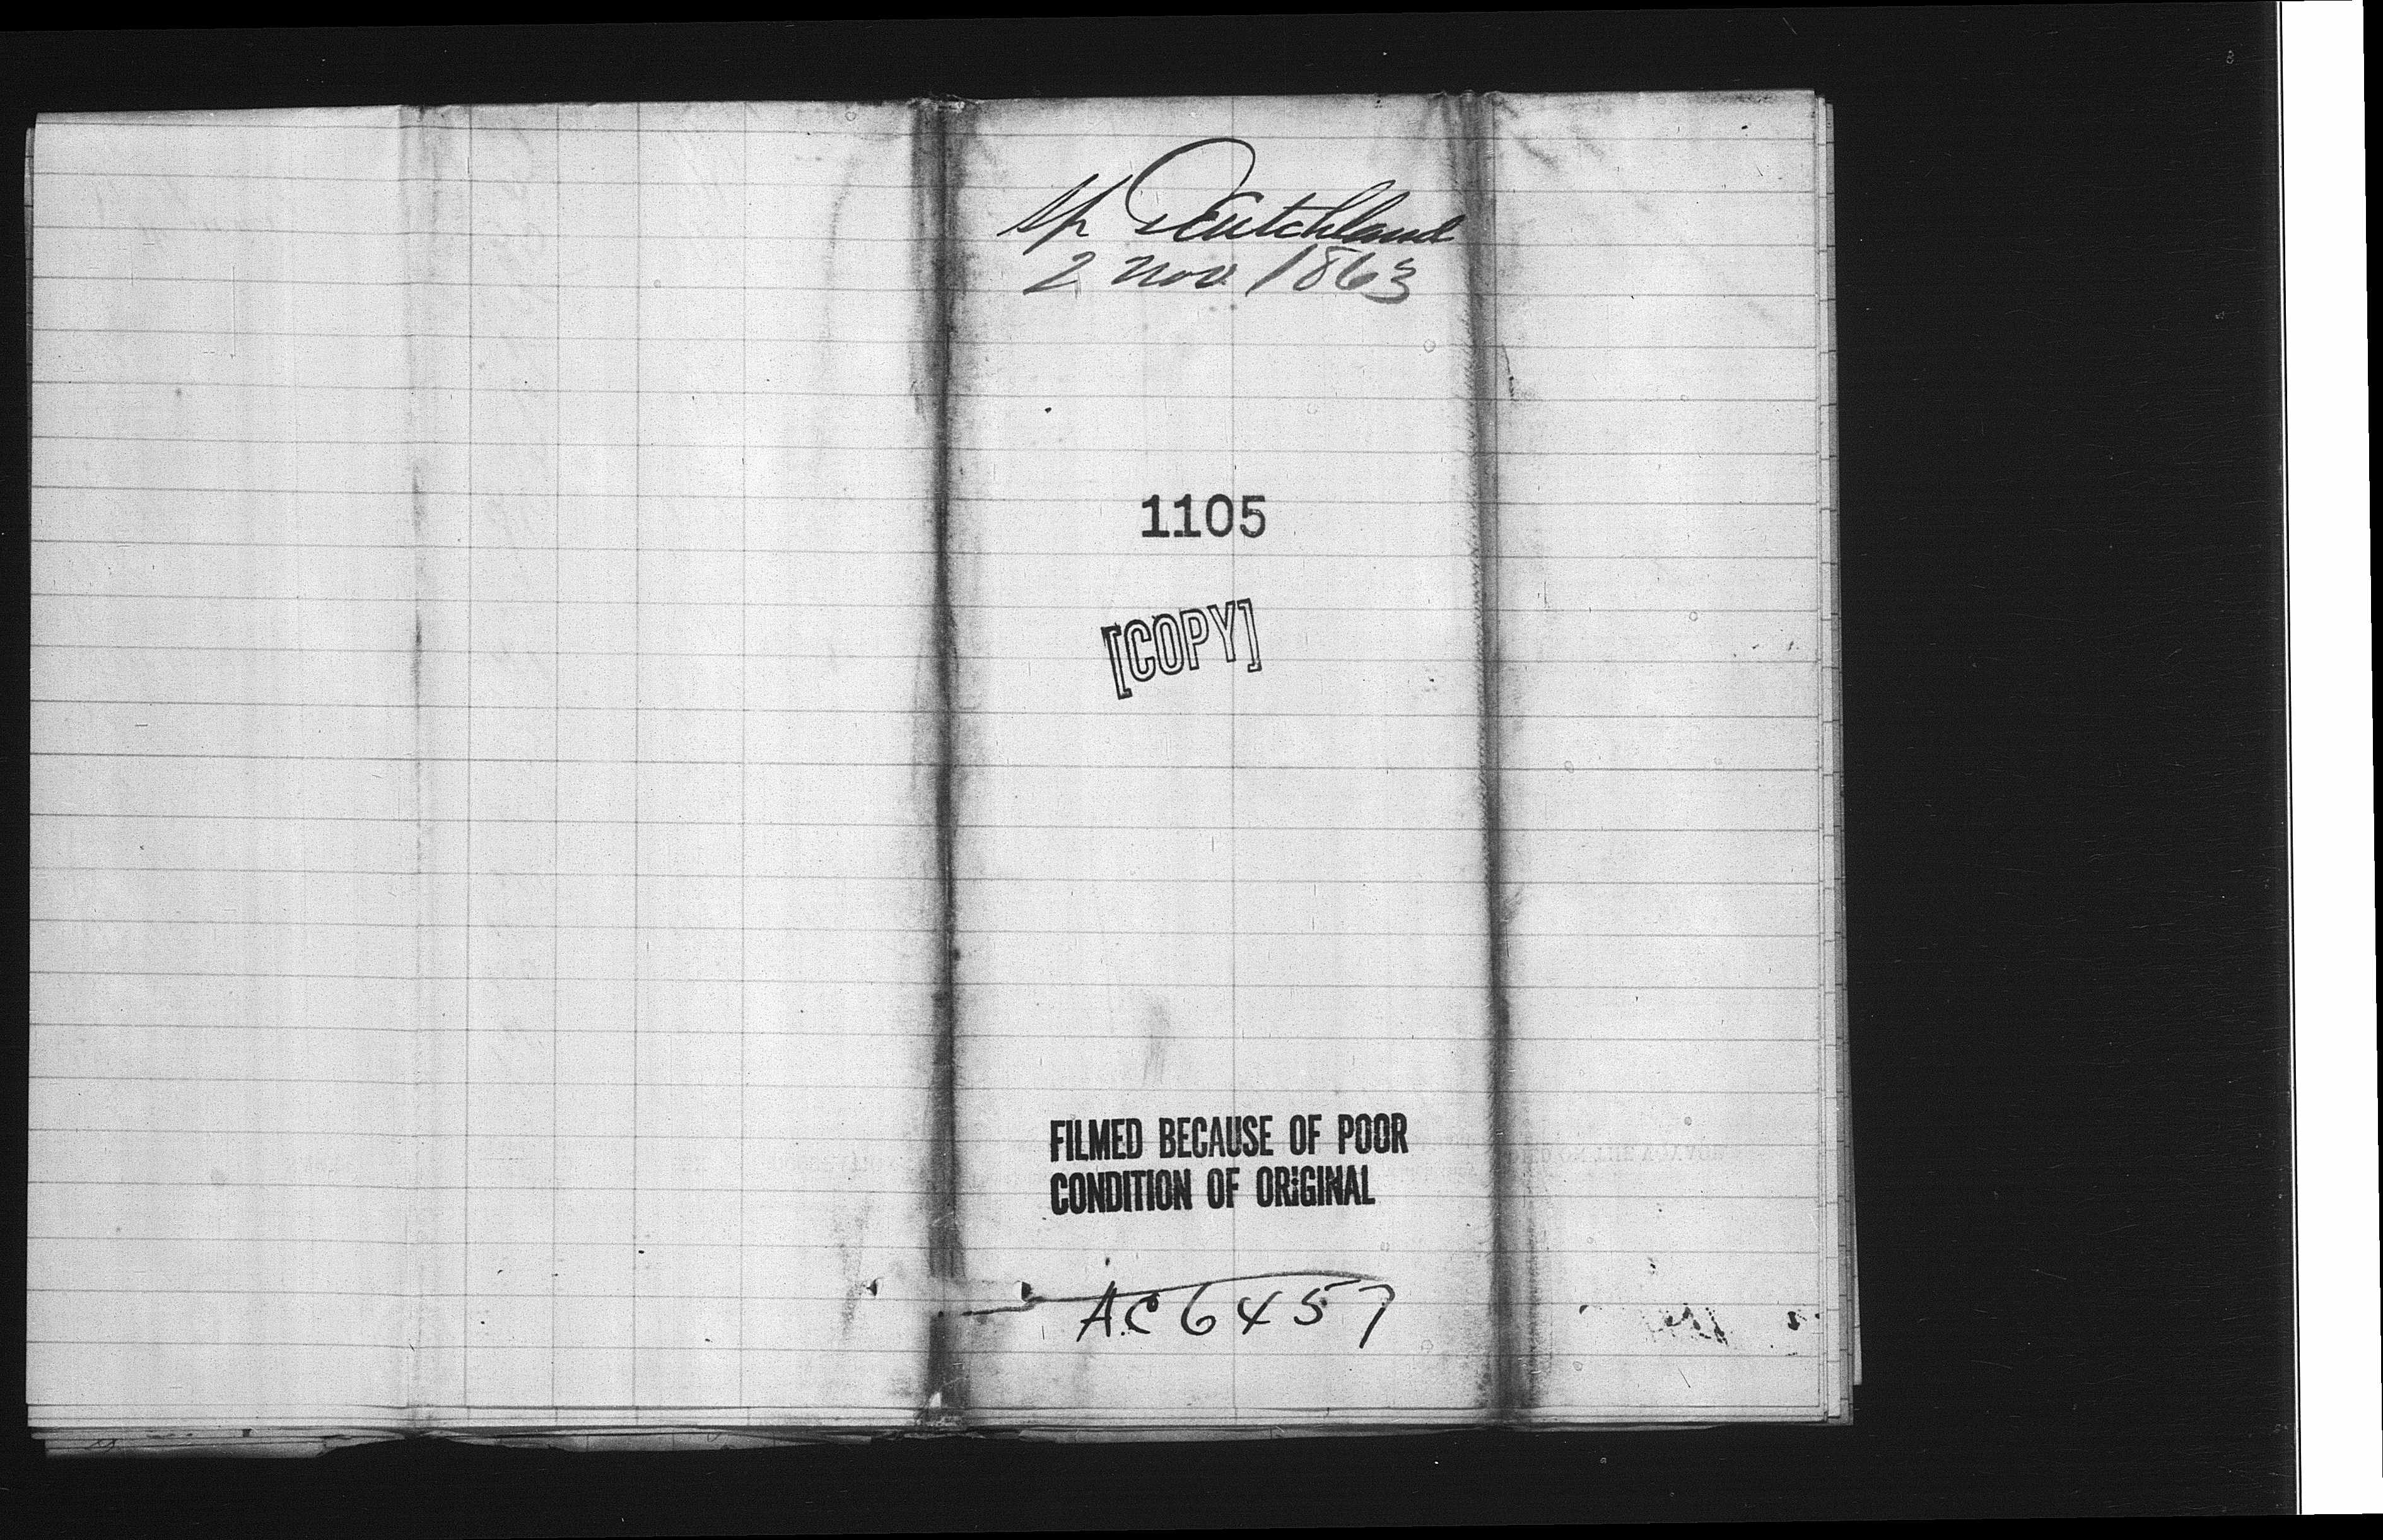 Sp Deutchland
2 Nov. 1863
1105
[COPY]
FILMED BECAUSE OF POOR
CONDITION OF ORIGINAL
AC 6457